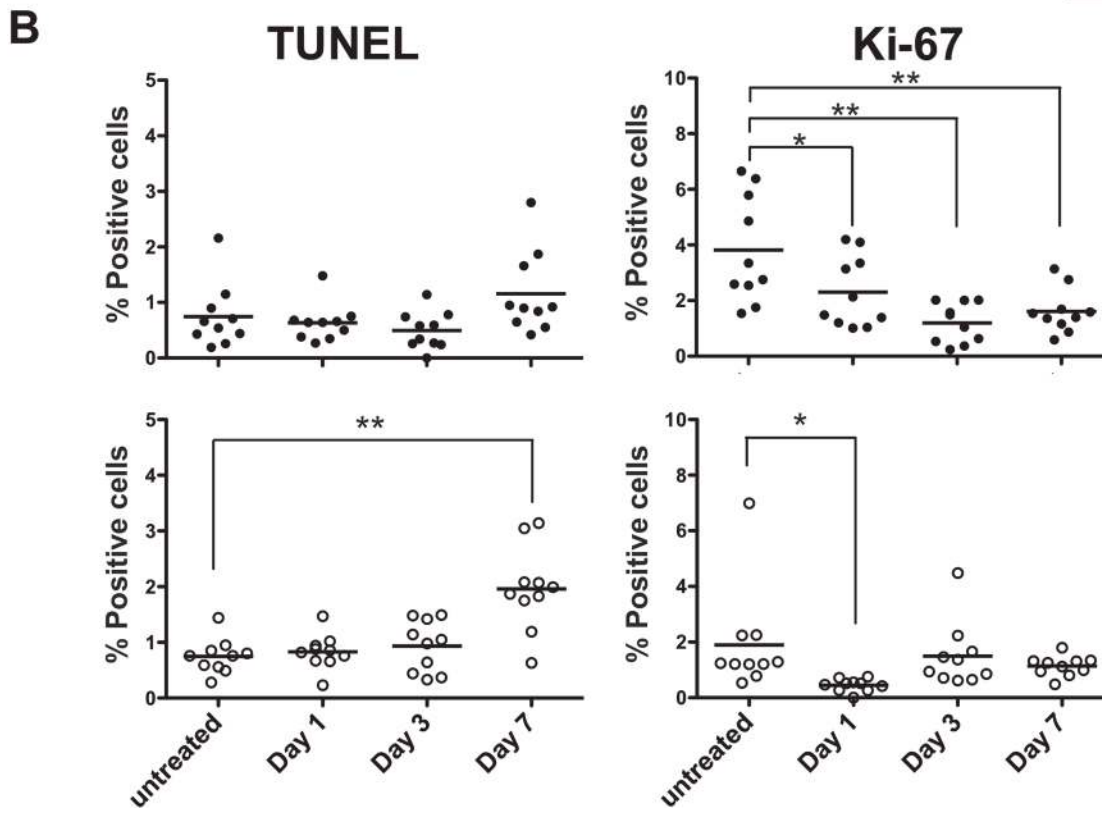 B
TUNEL
Ki-67
% Positive cells
5
4
3
2
1
0
% Positive cells
10
8
6
4
2
0
*
**
**
% Positive cells
5
4
3
2
1
0
**
untreated
Day 1
Day 3
Day 7
% Positive cells
10
8
6
4
2
0
*
untreated
Day 1
Day 3
Day 7